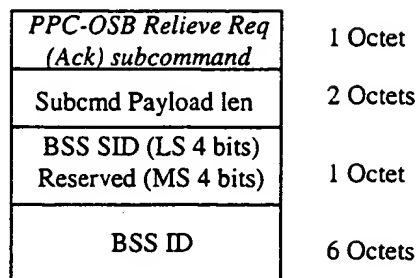 PPC-OSB Relieve Req
(Ack) subcommand
1 Octet
Subcmd Payload len
2 Octets
BSS SID (LS 4 bits)
Reserved (MS 4 bits)
1 Octet
BSS ID
6 Octets